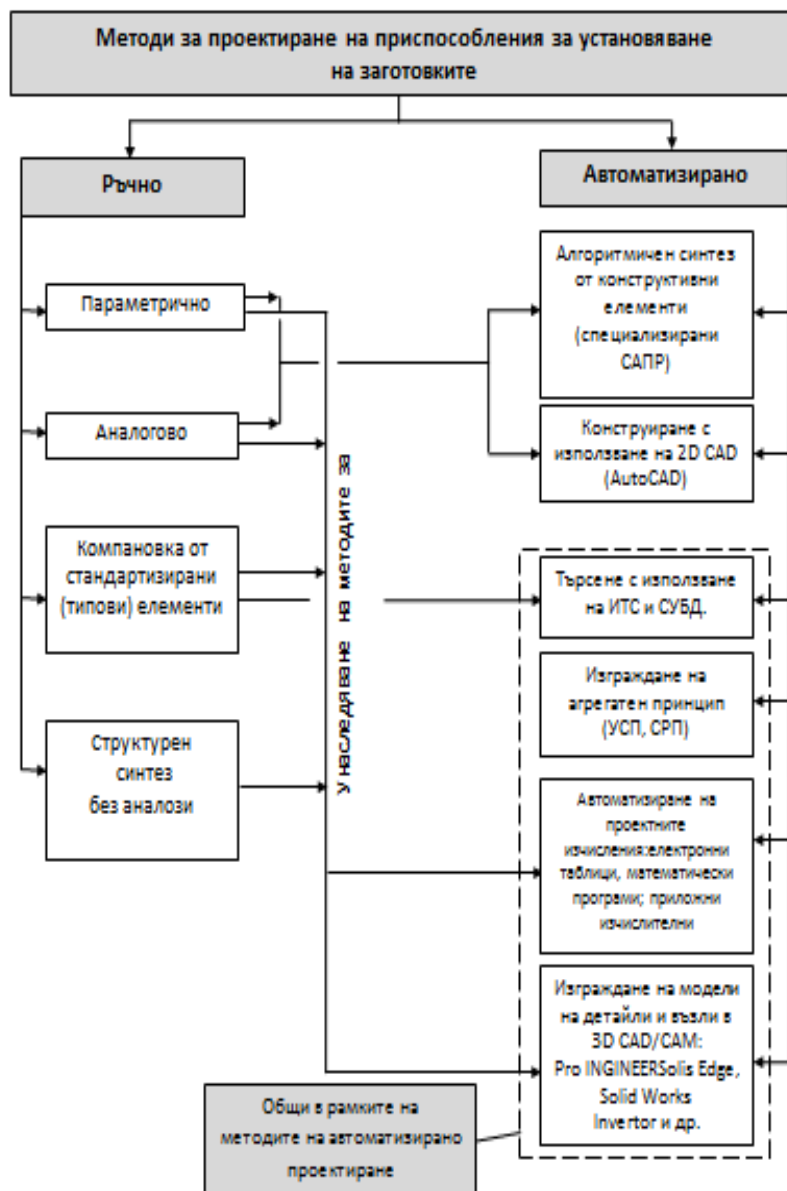 Методи за проектиране на приспособления за установяване
на заготовките
Ръчно
Автоматизирано
Параметрично
Аналогово
Компановка от
стандартизирани
(типови) елементи
Структурен
синтез
без аналози
Унаследяване на методите за
Алгоритмичен синтез
от конструктивни
елементи
(специализирани
САПР)
Конструиране с
използване на 2D CAD
(AutoCAD)
Търсене с използване
на ИТС и СУБД.
Изграждане на
агрегатен принцип
(УСП, СРП)
Автоматизиране на
проектните
изчисления:електронни
таблици, математически
програми; приложни
изчислителни
Изграждане на модели
на детайли и възли в
3D CAD/CAM:
Pro INGINEERSolis Edge,
Solid Works
Invertor и др.
Общи в рамките на
методите на автоматизирано
проектиране